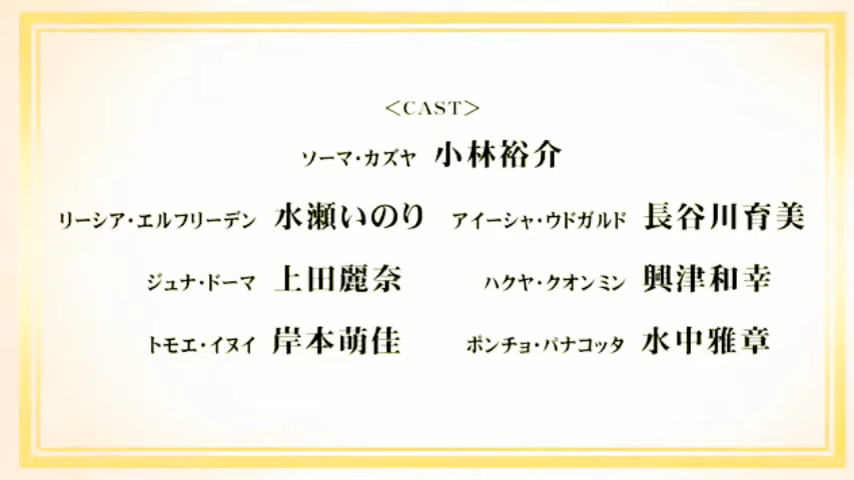 ＜CAST＞
ソーマ・カズヤ 小林裕介
リーシア・エルフリーデン 水瀬いのり アイーシャ・ウドガルド 長谷川育美
ジュナ・ドーマ 上田麗奈 ハクヤ・クオンミン 興津和幸
トモエ・イヌイ 岸本萌佳 ポンチョ・パナコッタ 水中雅章